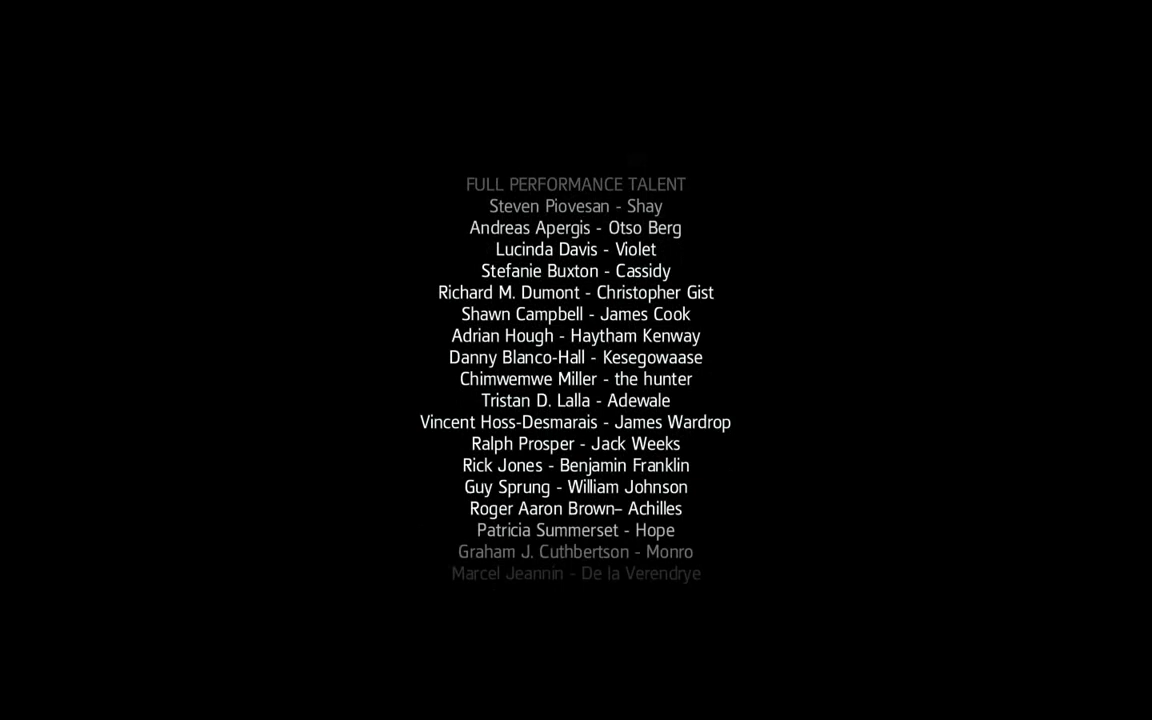 FULL PERFORMANCE TALENT
Steven Piovesan - Shay
Andreas Apergis - Otso Berg
Lucinda Davis - Violet
Stefanie Buxton - Cassidy
Richard M. Dumont - Christopher Gist
Shawn Campbell - James Cook
Adrian Hough - Haytham Kenway
Danny Blanco-Hall - Kesegowaase
Chimwemwe Miller - the hunter
Tristan D. Lalla - Adewale
Vincent Hoss-Desmarais - James Wardrop
Ralph Prosper - Jack Weeks
Rick Jones - Benjamin Franklin
Guy Sprung - William Johnson
Roger Aaron Brown– Achilles
Patricia Summerset - Hope
Graham J. Cuthbertson - Monro
Marcel Jeannin - De la Verendrye